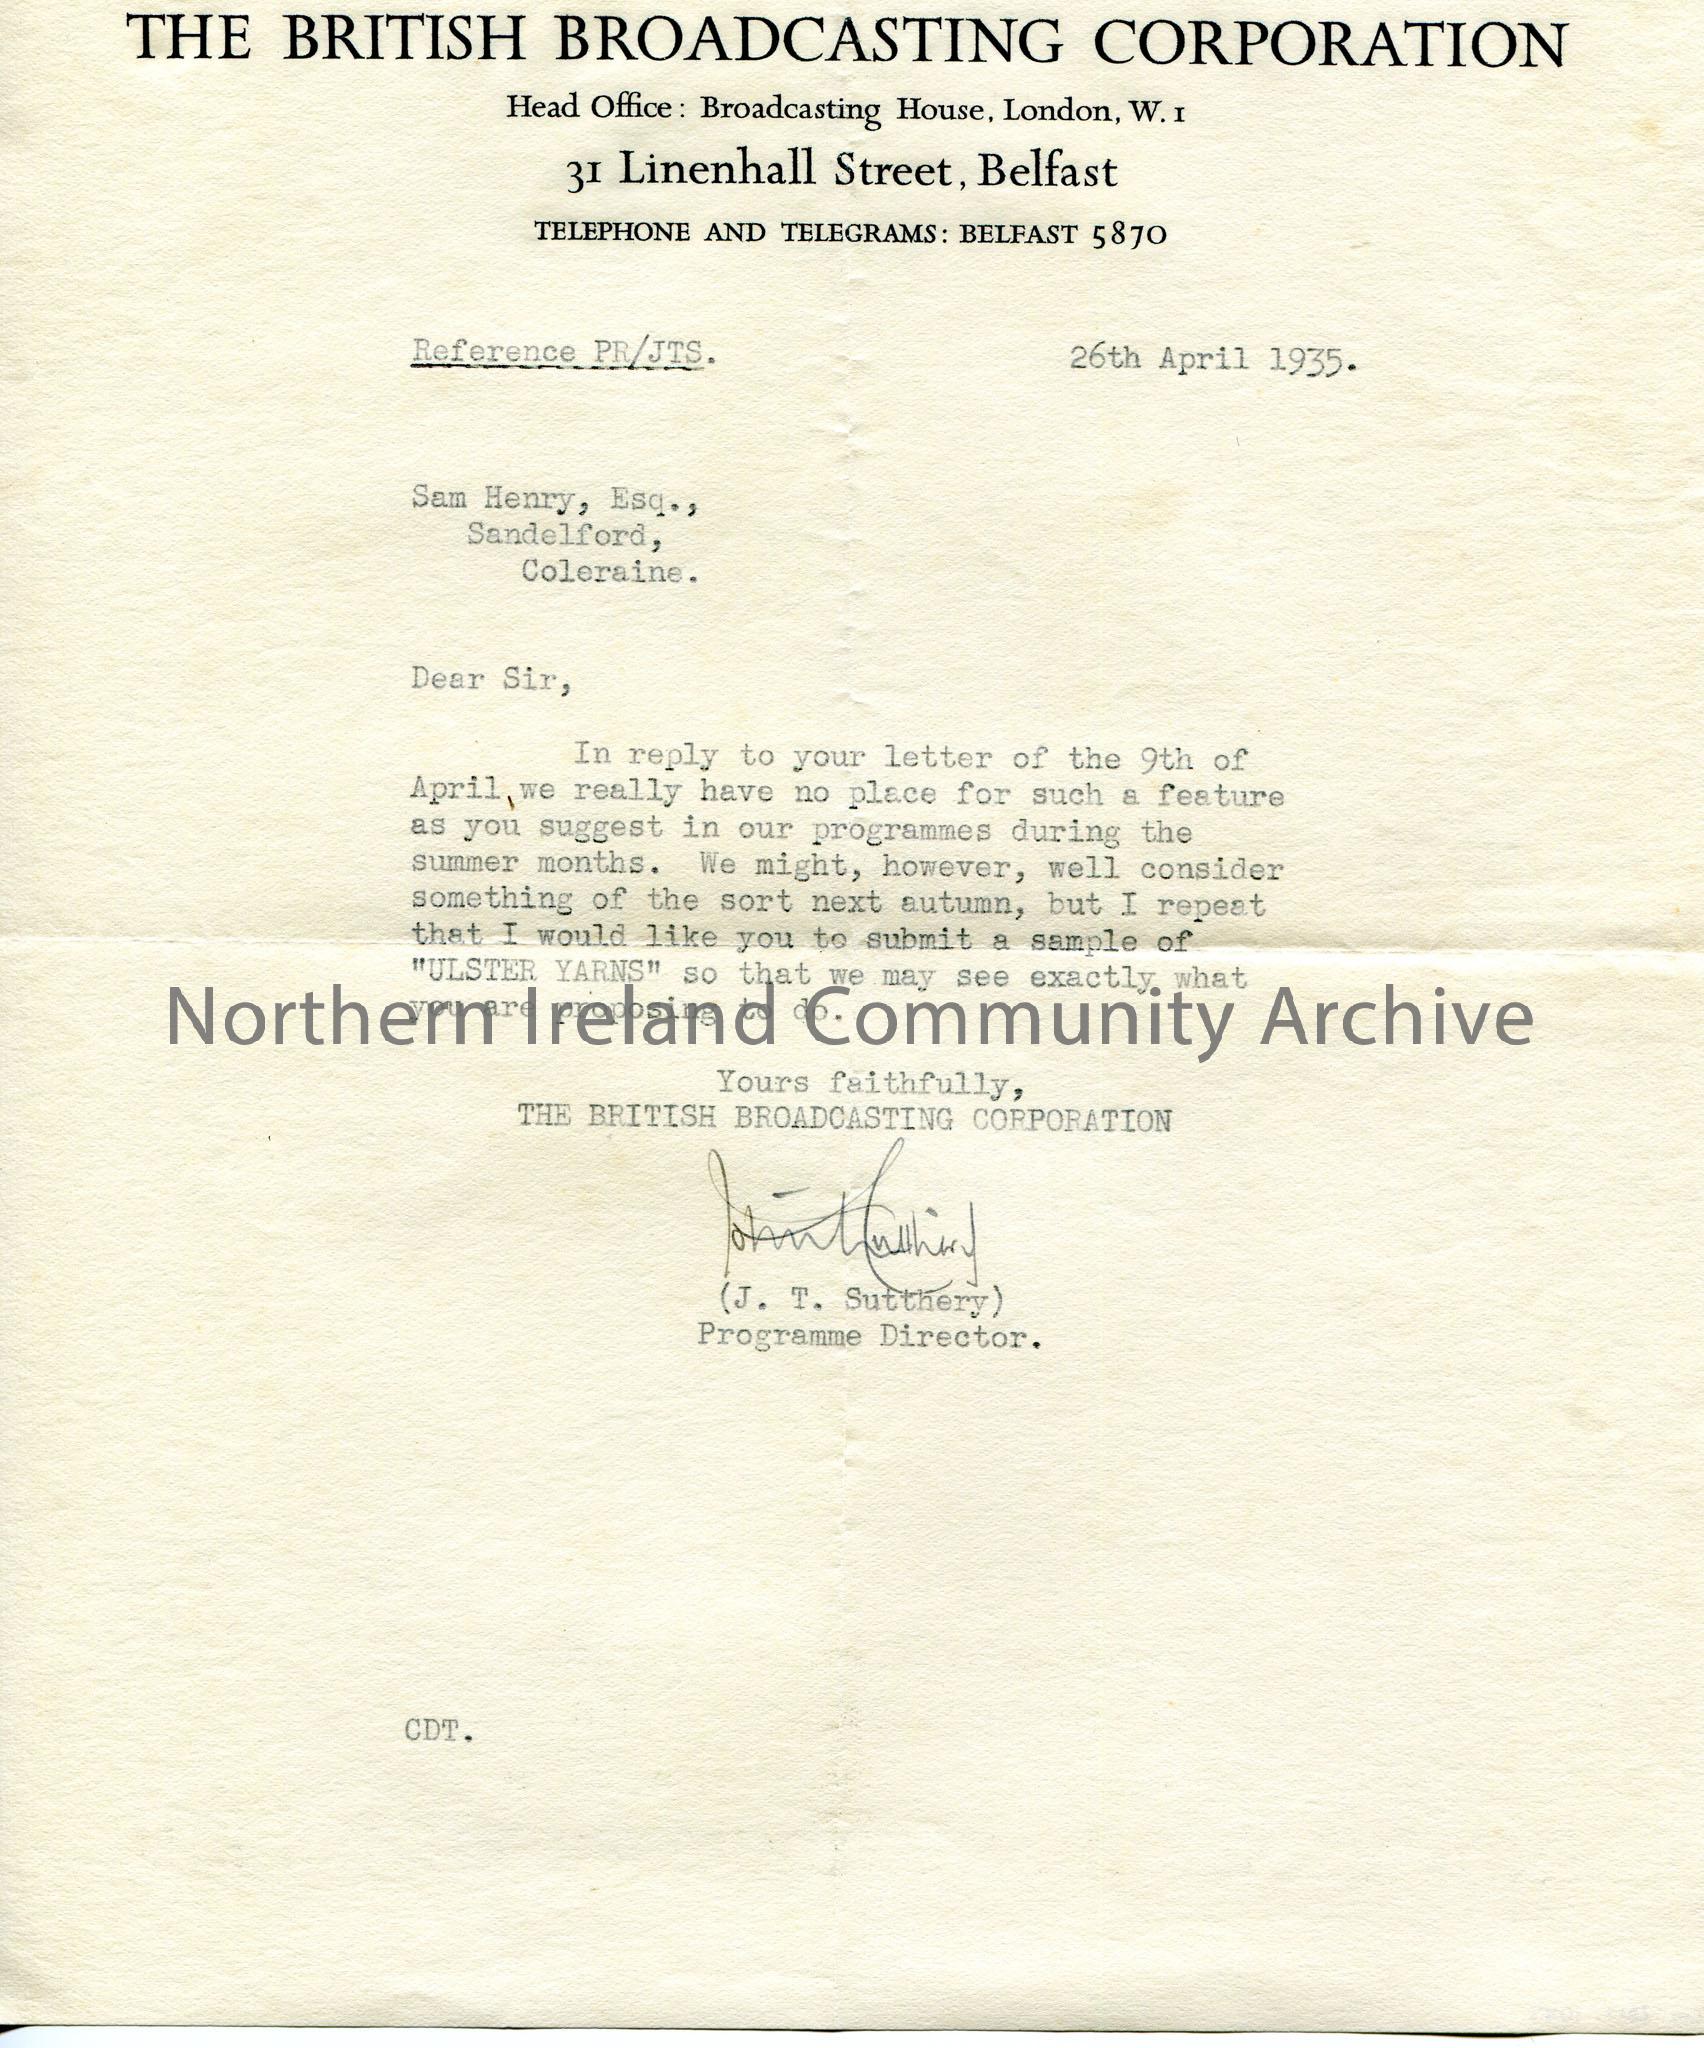 THE BRITISH BROADCASTING CORPORATION
Head Office: Broadcasting House, London, W. 1
31 Linenhall Street, Belfast
TELEPHONE AND TELEGRAMS: BELFAST 5870
Reference PR/JTS.
26th April 1935.
Sam Henry, Esq.,
Sandelford,
Coleraine.
Dear Sir,
In reply to your letter of the 9th of
April, we really have no place for such a feature
as you suggest in our programmes during the
summer months. We might, however, well consider
something of the sort next autumn, but I repeat
that I would like you to submit a sample of
"ULSTER YARNS" so that we may see exactly what
you are proposing to do.
Northern Ireland Community Archive
Yours faithfully,
THE BRITISH BROADCASTING CORPORATION
(J. T. Sutthery)
Programme Director.
CDT.